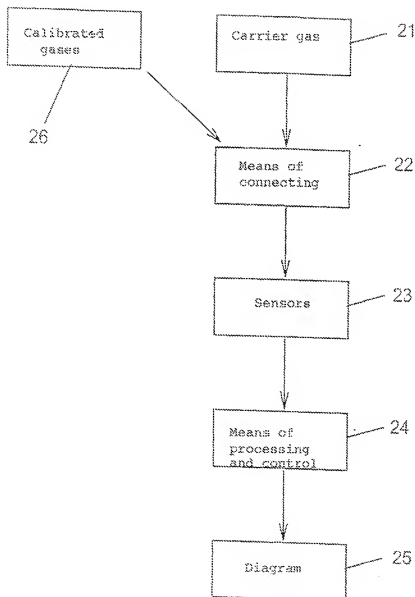 Calibrated
gases
26
Carrier gas
21
Means of
connecting
22
Sensors
23
Means of
processing
and control
24
Diagram
25